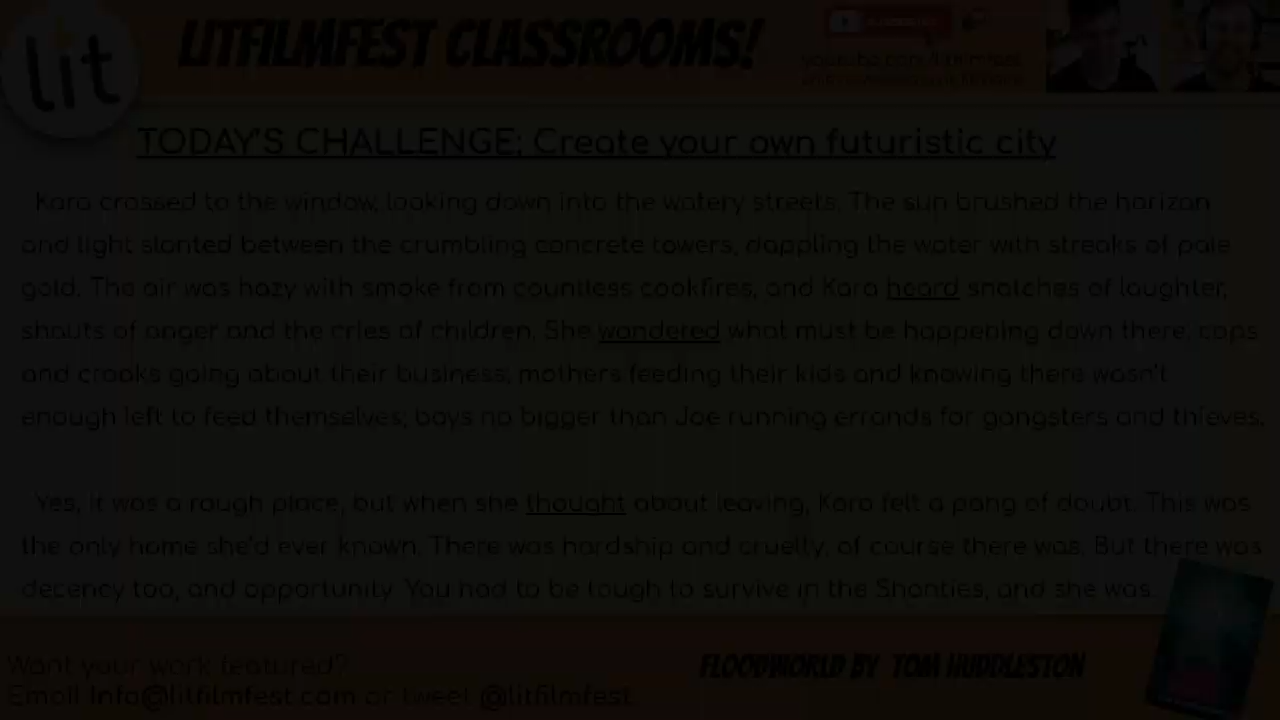 lit
LITFILMFEST CLASSROOMS!
TODAY'S CHALLENGE: Create your own futuristic city
Kara crossed to the window, looking down into the watery streets. The sun brushed the horizon
and light slanted between the crumbling concrete towers, dappling the water with streaks of pale
gold. The air was hazy with smoke from countless cookfires, and Kara heard snatches of laughter,
shouts of anger and the cries of children. She wondered what must be happening down there: cops
and crooks going about their business; mothers feeding their kids and knowing there wasn't
enough left to feed themselves; boys no bigger than Joe running errands for gangsters and thieves.
Yes, it was a rough place, but when she thought about leaving, Kara felt a pang of doubt. This was
the only home she'd ever known. There was hardship and cruelty, of course there was. But there was
decency too, and opportunity. You had to be tough to survive in the Shanties, and she was.
Want your work featured?
Email Info@litfilmfest.com or tweet @litfilmfest
FLOODWORLD BY TOM HUDDLESTON